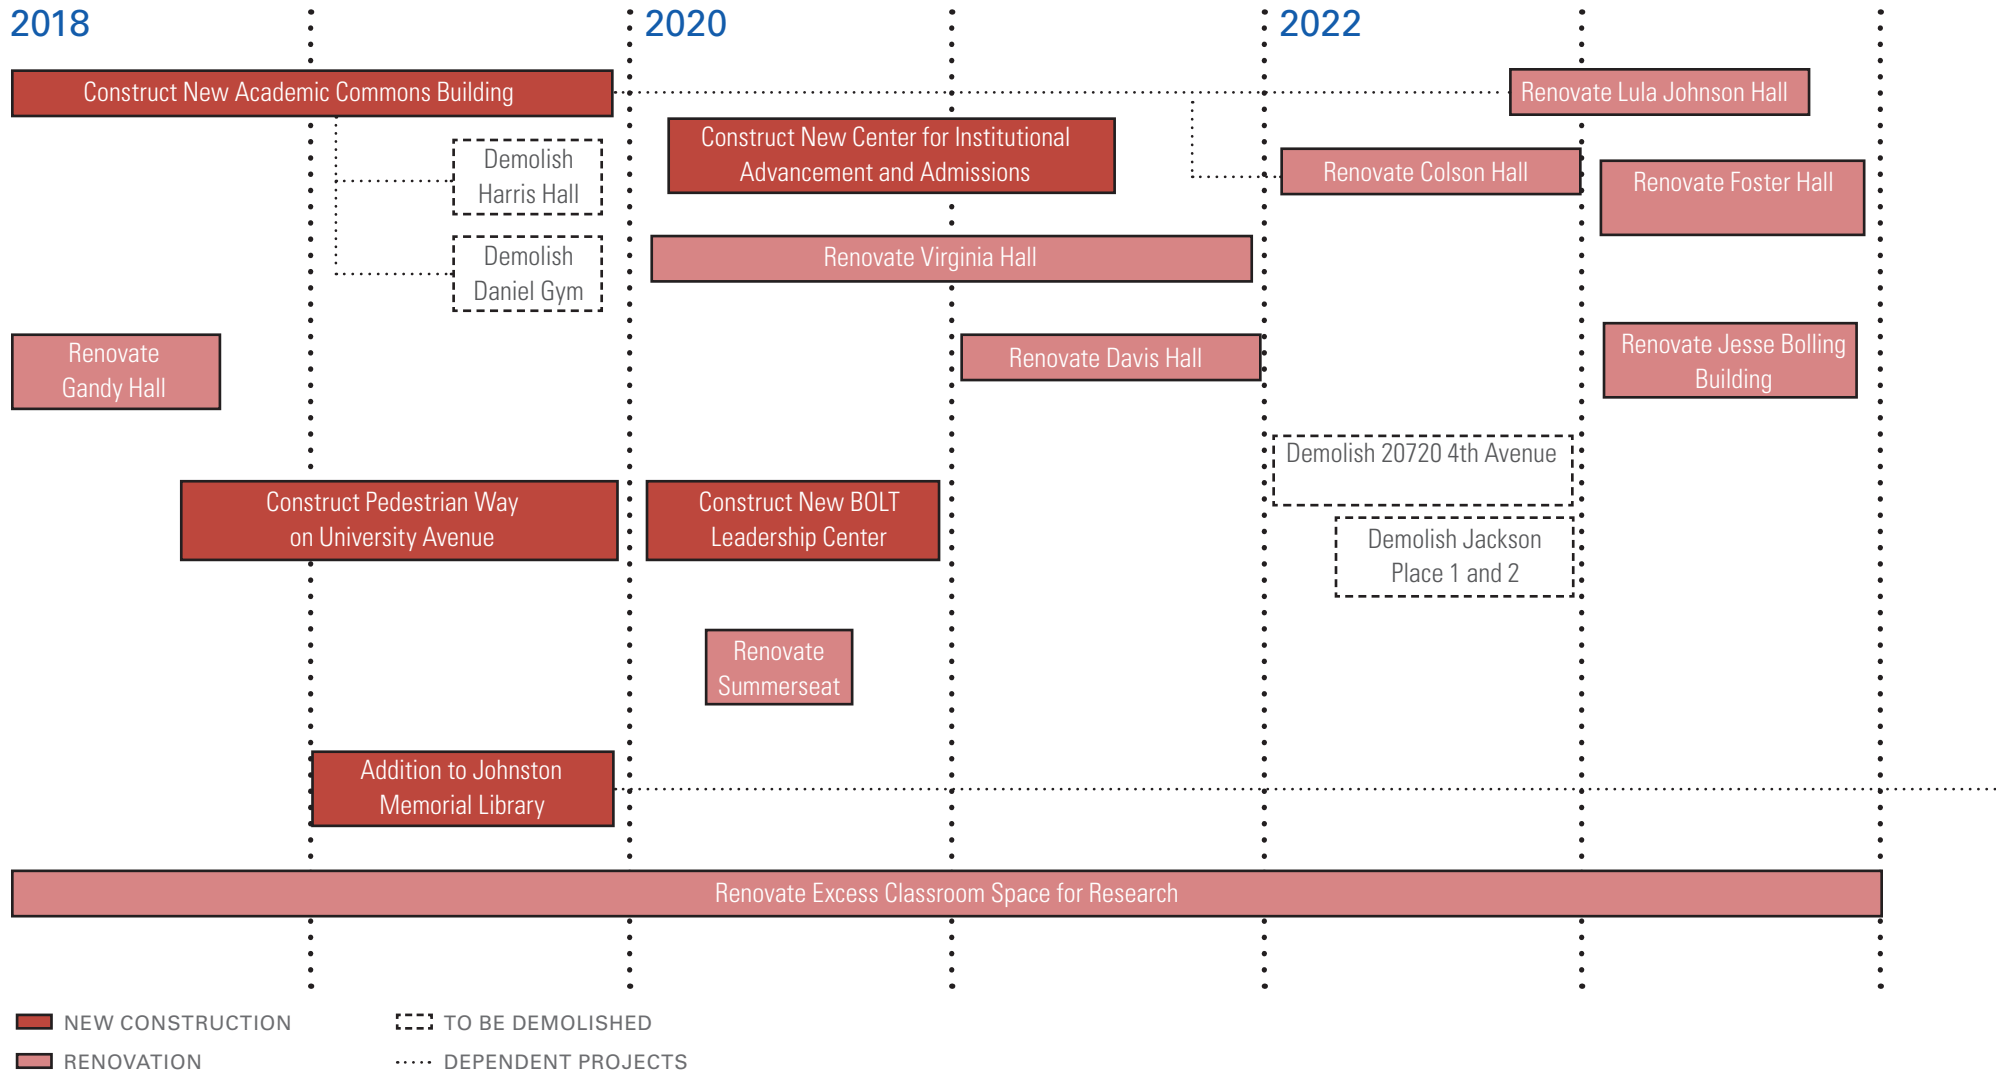 2018
2020
2022
Construct New Academic Commons Building
Renovate Lula Johnson Hall
Construct New Center for Institutional
Advancement and Admissions
Demolish
Harris Hall
Renovate Colson Hall
Renovate Foster Hall
Demolish
Daniel Gym
Renovate Virginia Hall
Renovate
Gandy Hall
Renovate Davis Hall
Renovate Jesse Bolling
Building
Demolish 20720 4th Avenue
Construct Pedestrian Way
on University Avenue
Construct New BOLT
Leadership Center
Demolish Jackson
Place 1 and 2
Renovate
Summerseat
Addition to Johnston
Memorial Library
Renovate Excess Classroom Space for Research
NEW CONSTRUCTION
TO BE DEMOLISHED
RENOVATION
DEPENDENT PROJECTS